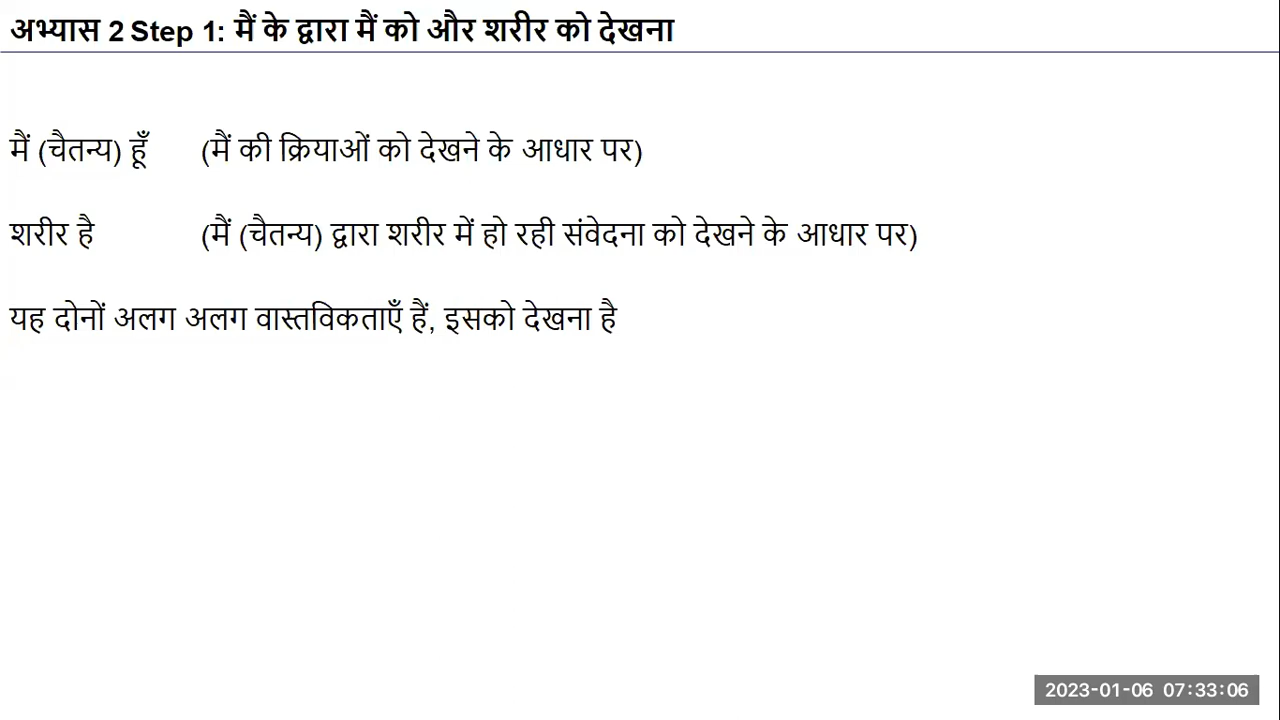 अभ्यास 2 Step 1: मैं के द्वारा मैं को और शरीर को देखना
मैं (चैतन्य) हूँ (मैं की क्रियाओं को देखने के आधार पर)
शरीर है (मैं (चैतन्य) द्वारा शरीर में हो रही संवेदना को देखने के आधार पर)
यह दोनों अलग अलग वास्तविकताएँ हैं, इसको देखना है
2023-01-06 07:33:06